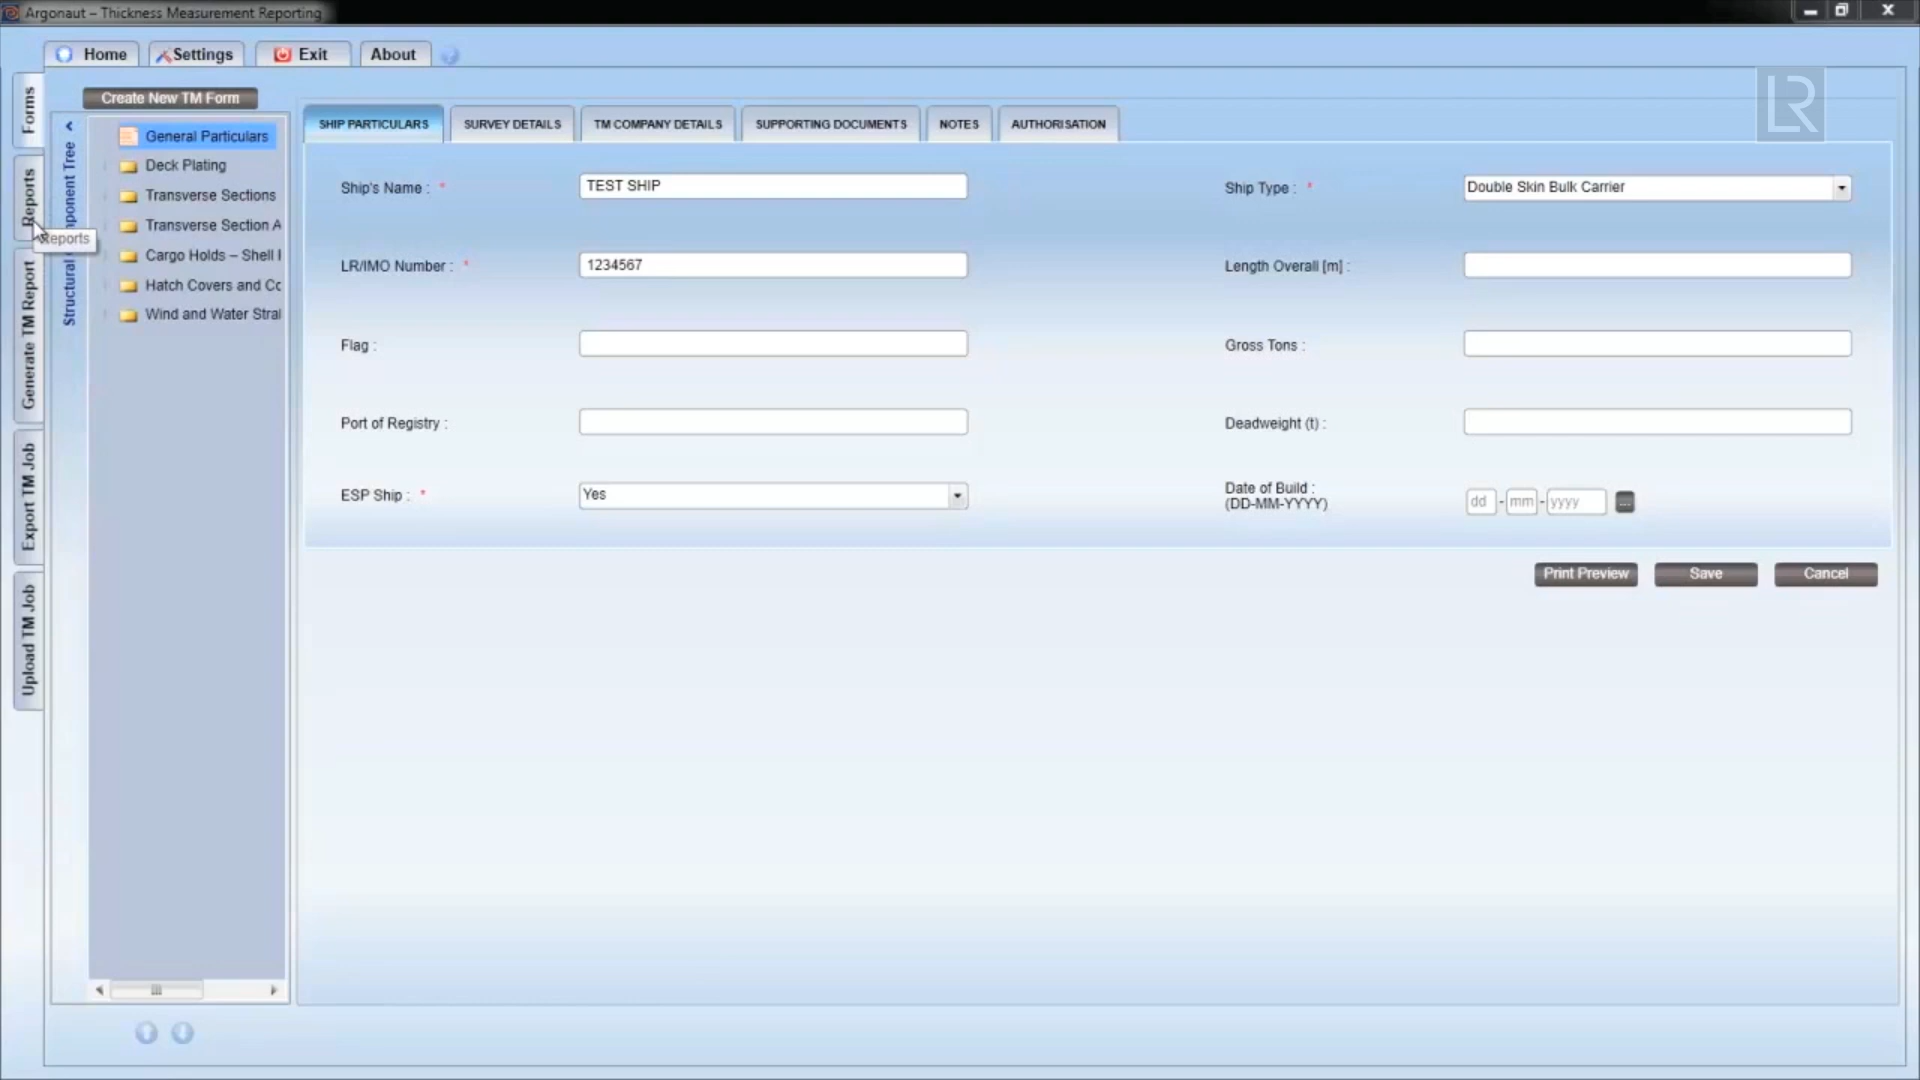 Argonaut – Thickness Measurement Reporting
Home
Settings
Exit
About
LR
Forms
Reports
Generate TM Report
Export TM Job
Upload TM Job
Reports
Create New TM Form
Structural
ponent Tree
General Particulars
Deck Plating
Transverse Sections
Transverse Section A
Cargo Holds – Shell
Hatch Covers and Co
Wind and Water Stra
SHIP PARTICULARS
SURVEY DETAILS
TM COMPANY DETAILS
SUPPORTING DOCUMENTS
NOTES
AUTHORISATION
Ship's Name : *
TEST SHIP
Ship Type : *
Double Skin Bulk Carrier
LR/IMO Number : *
1234567
Length Overall [m] :
Flag :
Gross Tons :
Port of Registry :
Deadweight (t) :
ESP Ship : *
Yes
Date of Build :
(DD-MM-YYYY)
dd - mm - yyyy ...
Print Preview
Save
Cancel